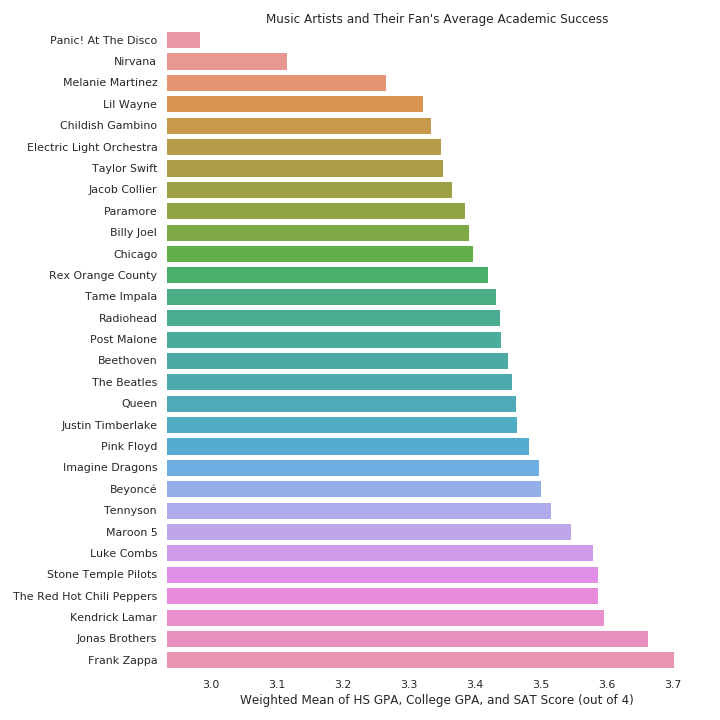 Music Artists and Their Fan's Average Academic Success
Panic! At The Disco
Nirvana
Melanie Martinez
Lil Wayne
Childish Gambino
Electric Light Orchestra
Taylor Swift
Jacob Collier
Paramore
Billy Joel
Chicago
Rex Orange County
Tame Impala
Radiohead
Post Malone
Beethoven
The Beatles
Queen
Justin Timberlake
Pink Floyd
Imagine Dragons
Beyoncé
Tennyson
Maroon 5
Luke Combs
Stone Temple Pilots
The Red Hot Chili Peppers
Kendrick Lamar
Jonas Brothers
Frank Zappa
3.0 3.1 3.2 3.3 3.4 3.5 3.6 3.7
Weighted Mean of HS GPA, College GPA, and SAT Score (out of 4)